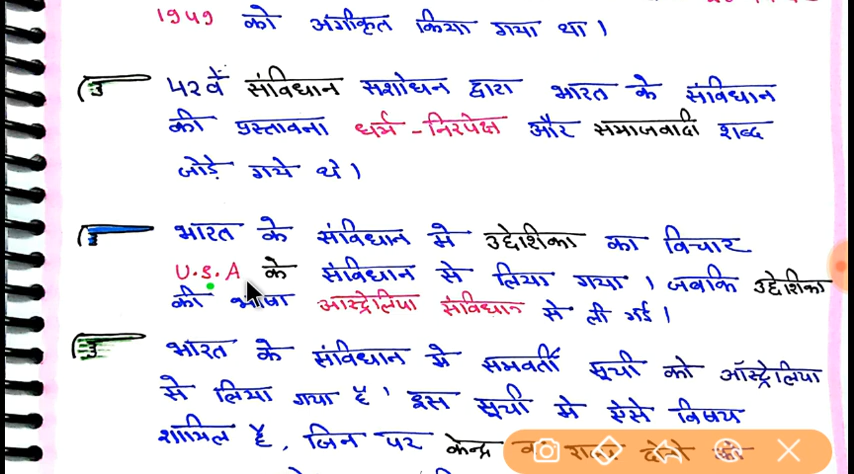 1949 को अंगीकृत किया गया था।
42वें संविधान सशोधन द्वारा भारत के संविधान
की प्रस्तावना धर्म-निरपेक्ष और समाजवादी शब्द
जोड़े गये थे।
भारत के संविधान मे उद्देशिका का विचार
U.S.A के संविधान से लिया गया। जबकि उद्देशिका
की भाषा आस्ट्रेलिया संविधान से ली गई।
भारत के संविधान मे समवर्ती सूची को ऑस्ट्रेलिया
से लिया गया है। इस सूची मे ऐसे विषय
शामिल है, जिन पर केन्द्र व राज्य दोनो